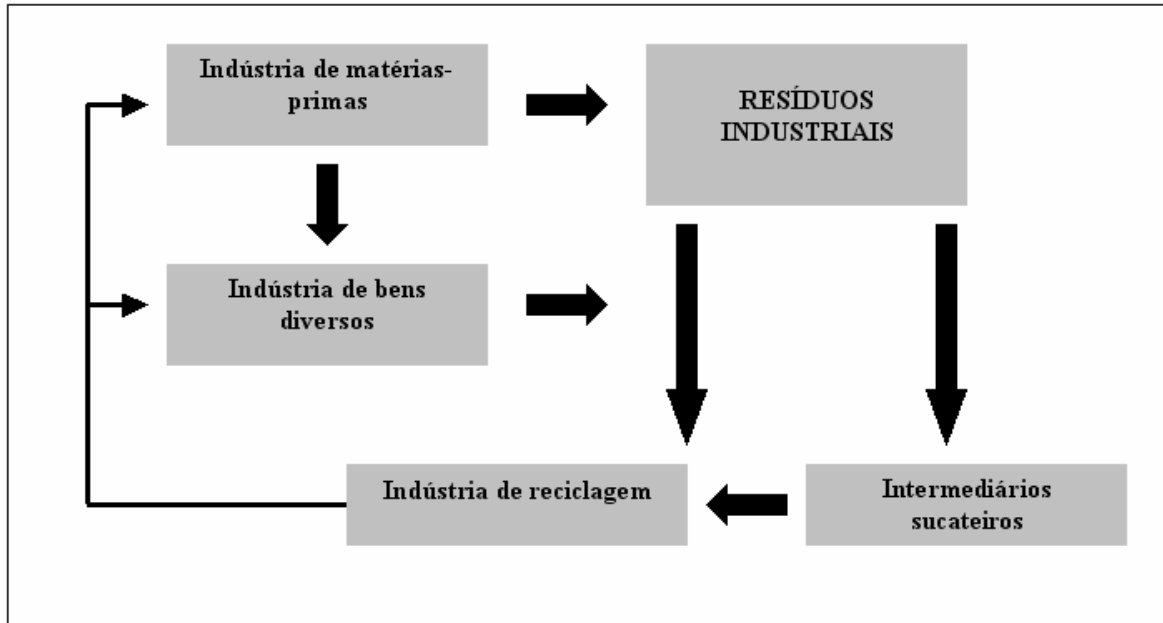 Indústria de matérias-
primas
RESÍDUOS
INDUSTRIAIS
Indústria de bens
diversos
Indústria de reciclagem
Intermediários
sucateiros